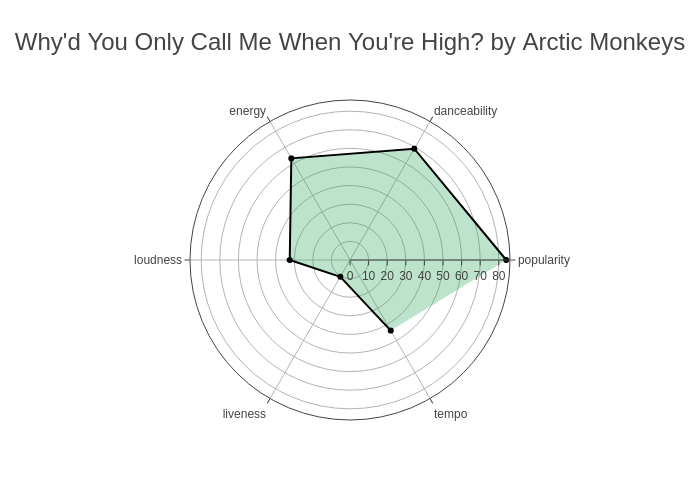 Why'd You Only Call Me When You're High? by Arctic Monkeys
energy
danceability
loudness
popularity
0 10 20 30 40 50 60 70 80
liveness
tempo